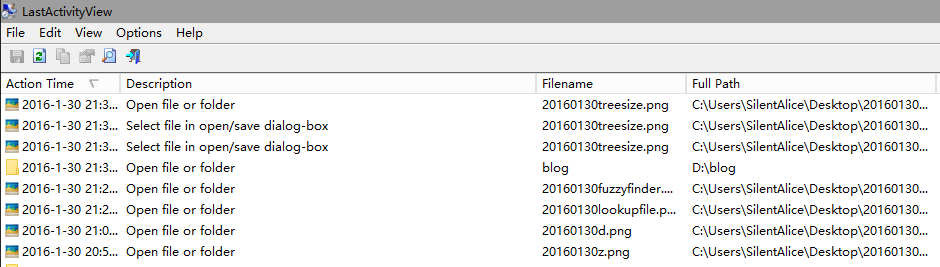 LastActivityView
File Edit View Options Help
Action Time Description Filename Full Path
2016-1-30 21:3... Open file or folder 20160130treesize.png C:\Users\SilentAlice\Desktop\20160130...
2016-1-30 21:3... Select file in open/save dialog-box 20160130treesize.png C:\Users\SilentAlice\Desktop\20160130...
2016-1-30 21:3... Select file in open/save dialog-box 20160130treesize.png C:\Users\SilentAlice\Desktop\20160130...
2016-1-30 21:3... Open file or folder blog D:\blog
2016-1-30 21:2... Open file or folder 20160130fuzzyfinder.... C:\Users\SilentAlice\Desktop\20160130...
2016-1-30 21:2... Open file or folder 20160130lookupfile.p... C:\Users\SilentAlice\Desktop\20160130...
2016-1-30 21:0... Open file or folder 20160130d.png C:\Users\SilentAlice\Desktop\20160130...
2016-1-30 20:5... Open file or folder 20160130z.png C:\Users\SilentAlice\Desktop\20160130...